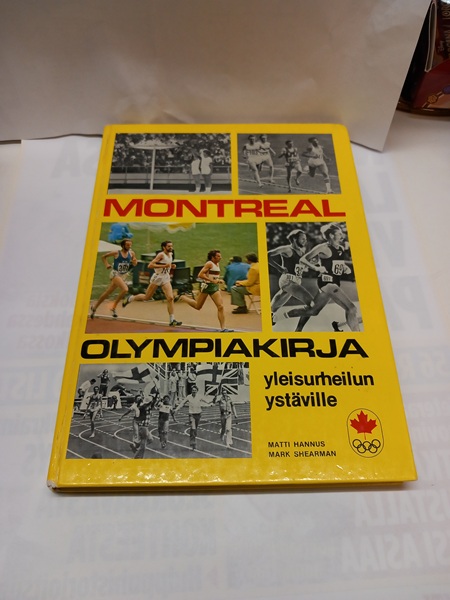 MONTREAL
OLYMPIAKIRJA
yleisurheilun
ystäville
MATTI HANNUS
MARK SHEARMAN